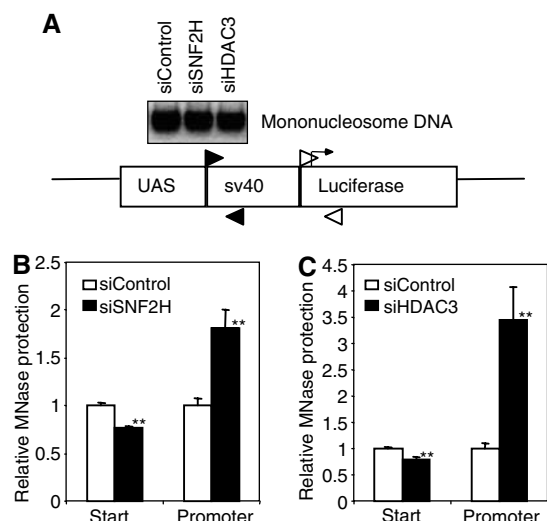 A
siControl
siSNF2H
siHDAC3
Mononucleosome DNA
UAS
sv40
Luciferase
B
Relative MNase protection
2.5
2
1.5
1
0.5
0
siControl
siSNF2H
**
**
Start
Promoter
C
Relative MNase protection
4.5
4
3.5
3
2.5
2
1.5
1
0.5
0
siControl
siHDAC3
**
**
Start
Promoter